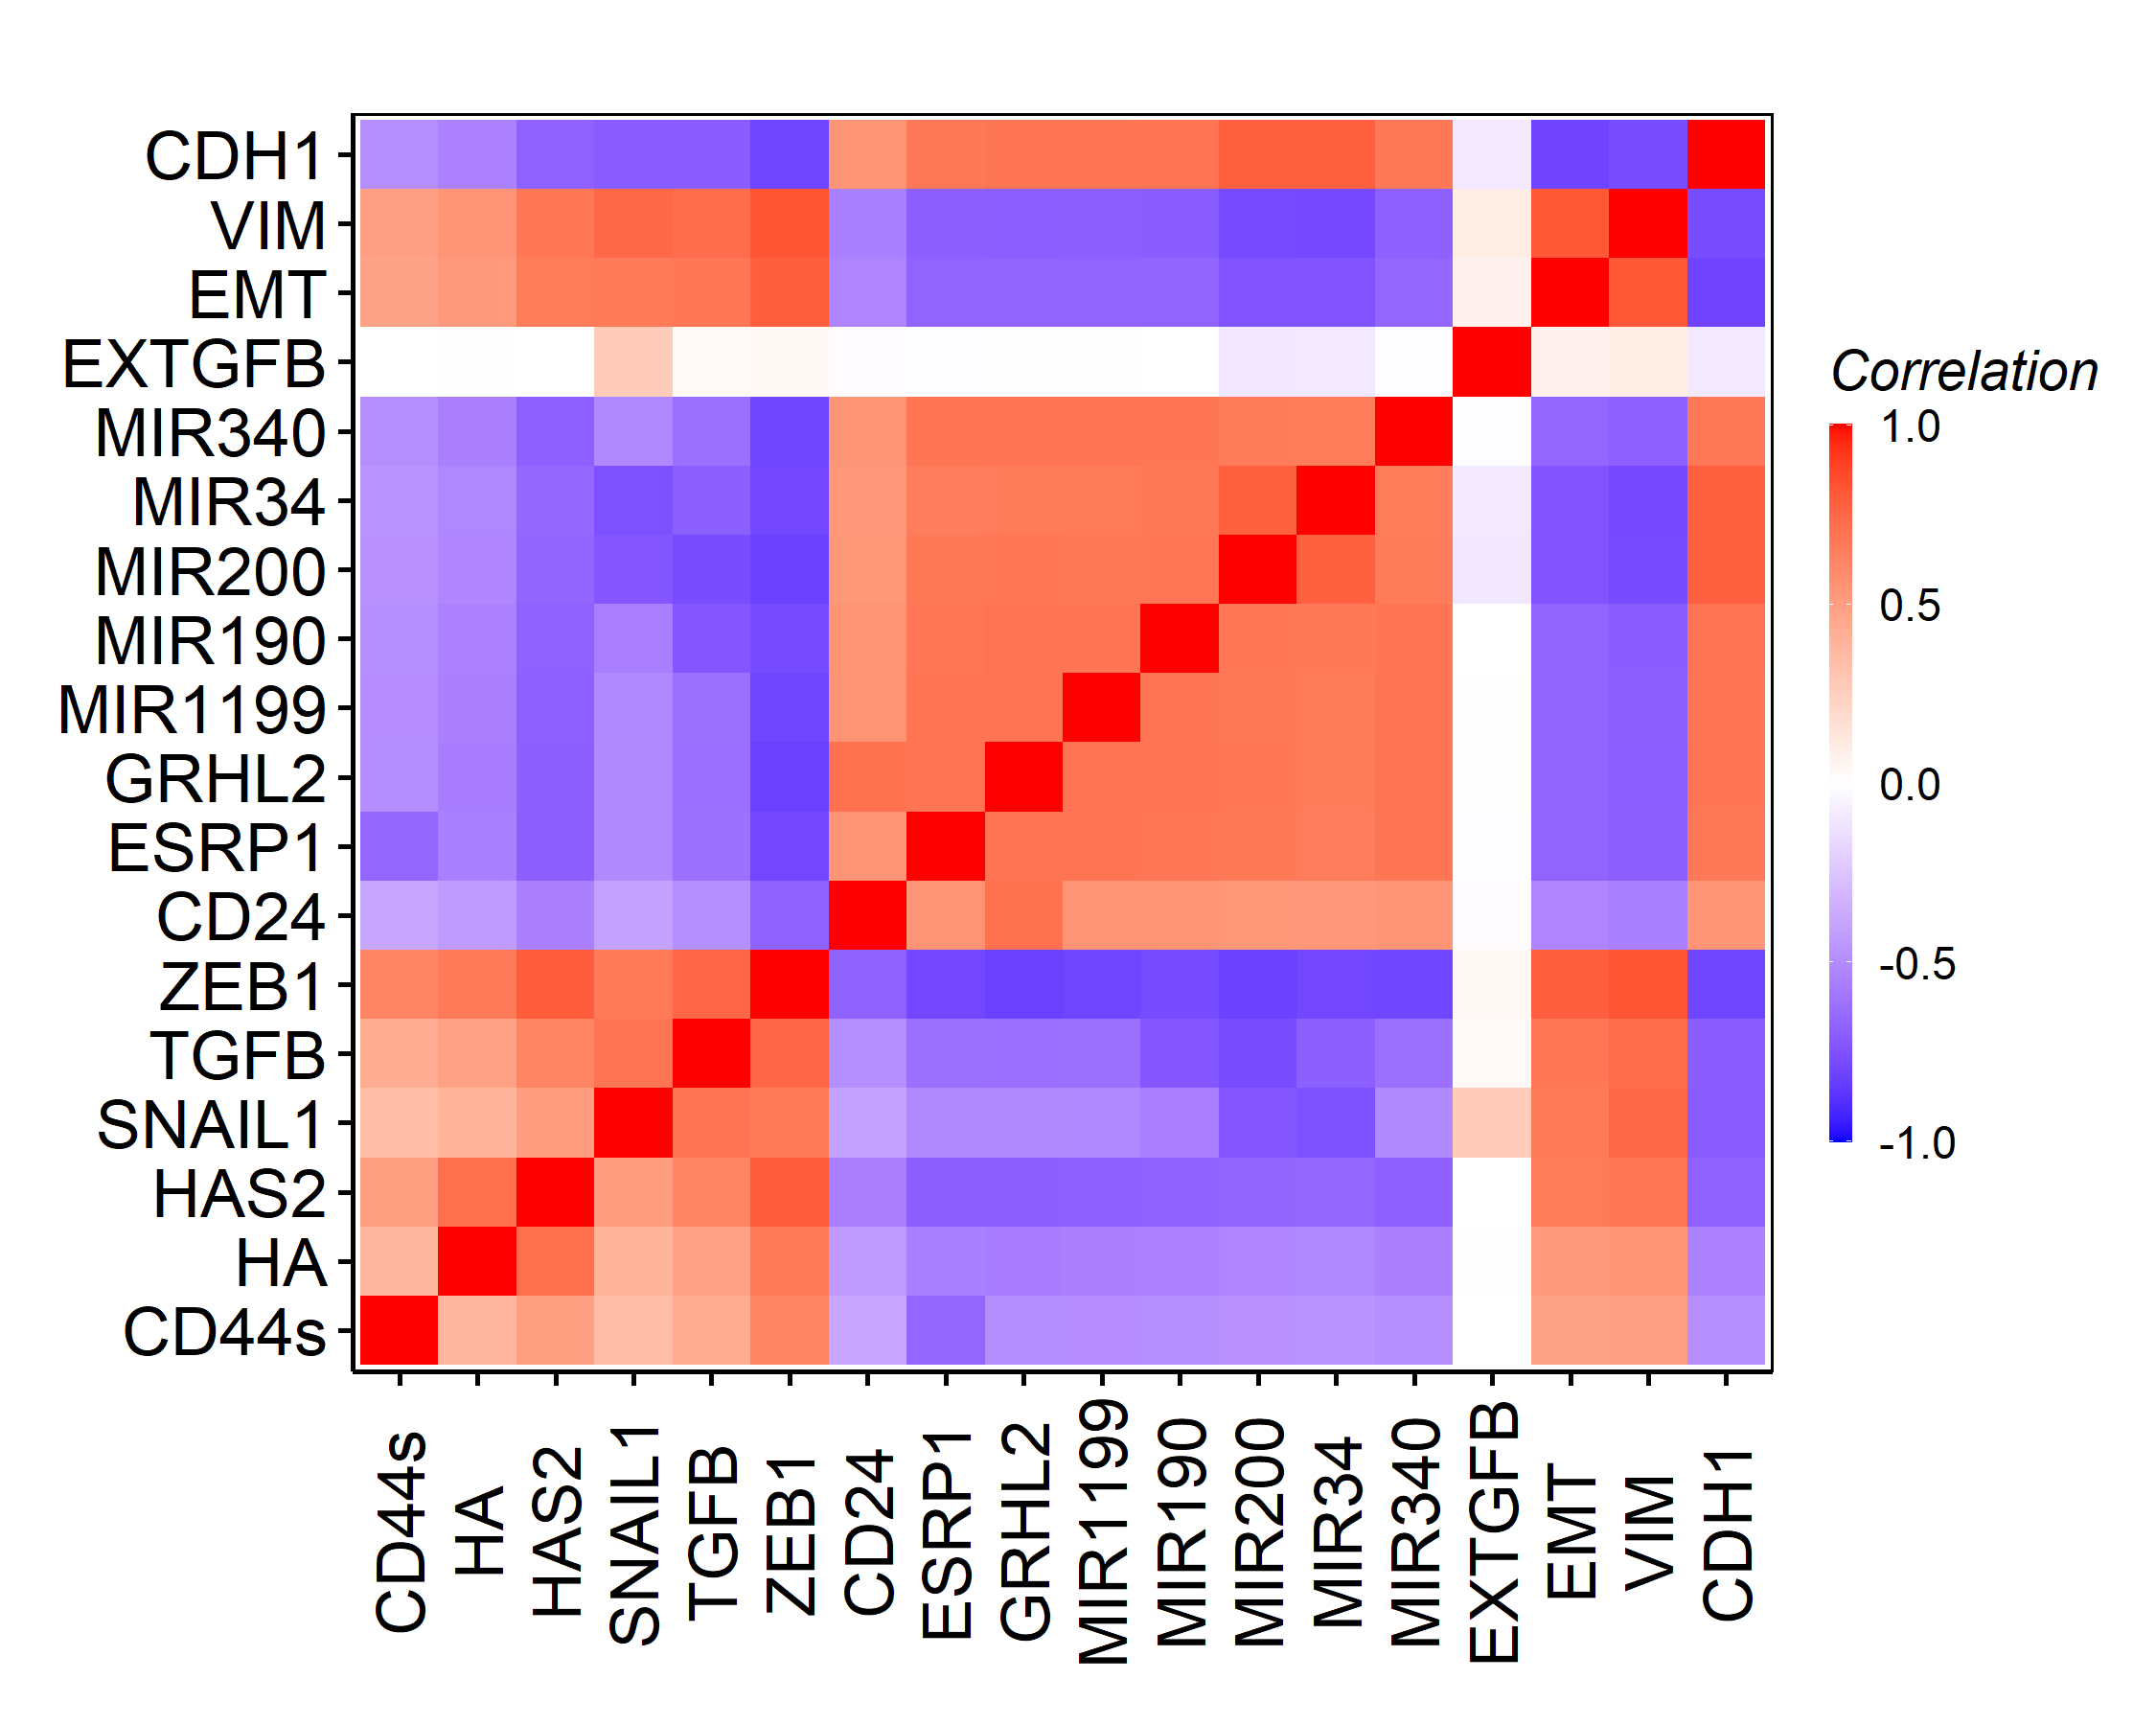 CDH1
VIM
EMT
EXTGFB
MIR340
MIR34
MIR200
MIR190
MIR1199
GRHL2
ESRP1
CD24
ZEB1
TGFB
SNAIL1
HAS2
HA
CD44s
CD44s
HA
HAS2
SNAIL1
TGFB
ZEB1
CD24
ESRP1
GRHL2
MIR1199
MIR190
MIR200
MIR34
MIR340
EXTGFB
EMT
VIM
CDH1
Correlation
1.0
0.5
0.0
-0.5
-1.0